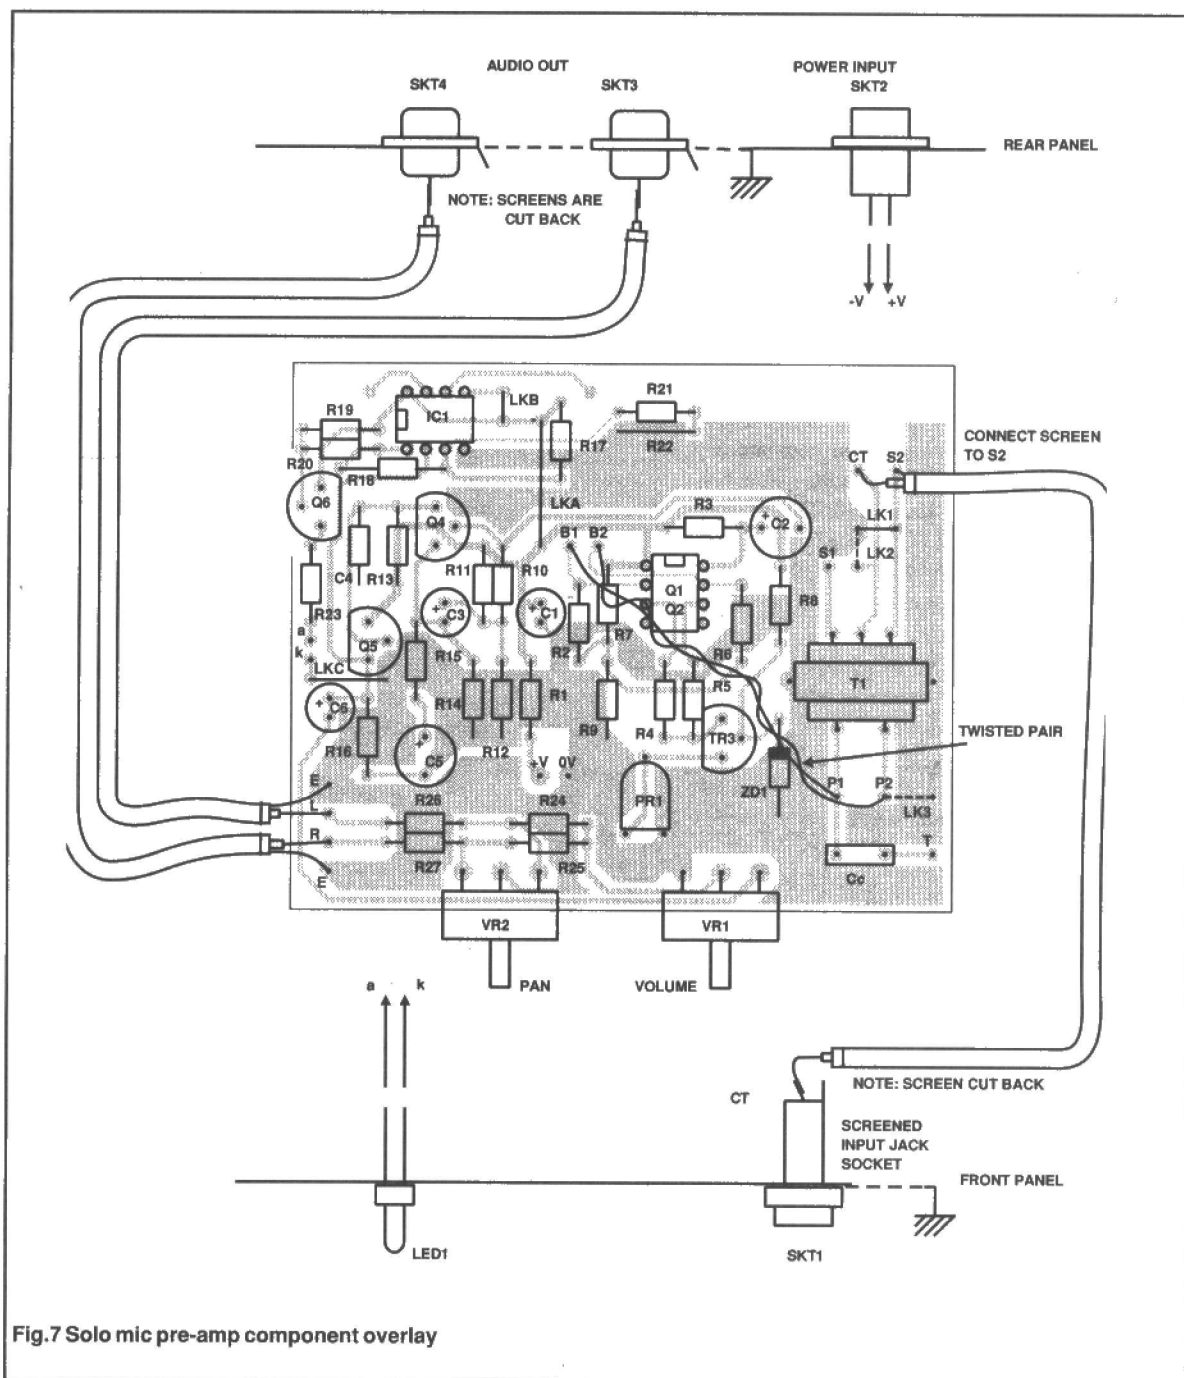 AUDIO OUT
POWER INPUT
SKT4
SKT3
SKT2
REAR PANEL
NOTE: SCREENS ARE
CUT BACK
-V
+V
R21
LKB
R19
IC1
R17
R22
CONNECT SCREEN
TO S2
CT
S2
R20
R18
Q6
Q4
LKA
R3
C2
LK1
B1
B2
S1
LK2
C4
R13
R11
R10
Q1
Q2
R8
R23
C3
C1
a
k
Q5
R2
R7
R6
LKC
R15
R5
T1
C6
R14
R1
R12
R9
R4
TR3
TWISTED PAIR
R16
C5
+V
0V
ZD1
P1
P2
E
L
R26
R24
PR1
LK3
R
T
R27
R25
Cc
E
VR2
VR1
a
k
PAN
VOLUME
NOTE: SCREEN CUT BACK
CT
SCREENED
INPUT JACK
SOCKET
FRONT PANEL
LED1
SKT1
Fig.7 Solo mic pre-amp component overlay